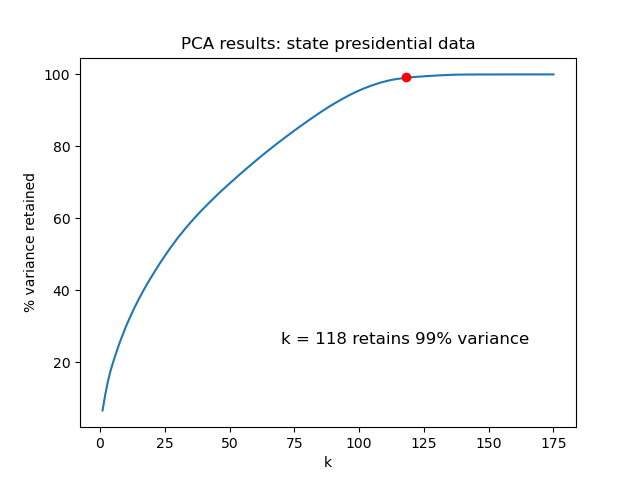 PCA results: state presidential data
% variance retained
100
80
60
40
20
k = 118 retains 99% variance
0 25 50 75 100 125 150 175
k